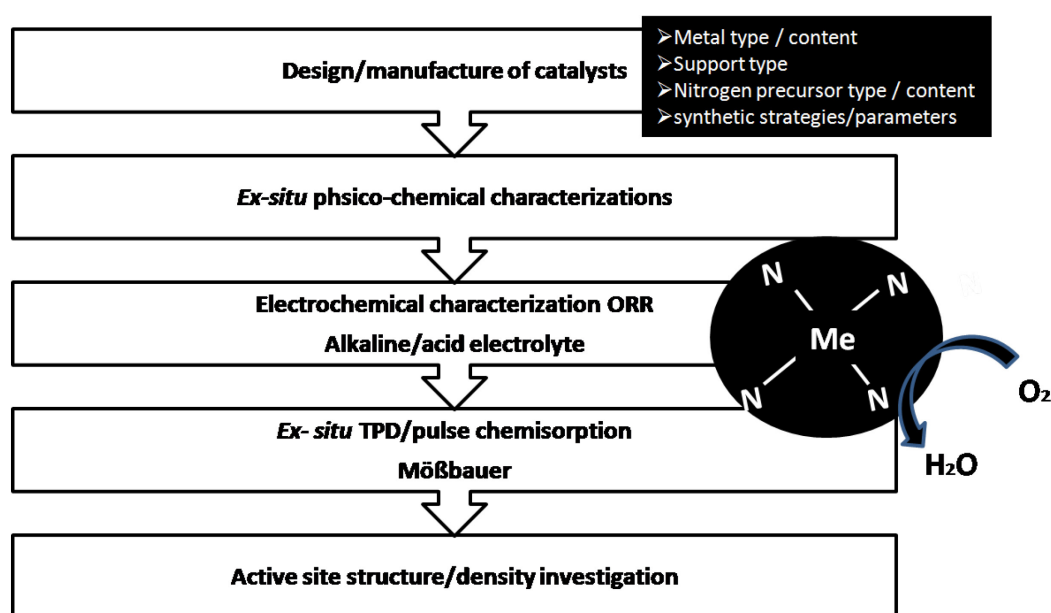 Design/manufacture of catalysts
➢Metal type / content
➢Support type
➢Nitrogen precursor type / content
➢synthetic strategies/parameters
Ex-situ phsico-chemical characterizations
Electrochemical characterization ORR
Alkaline/acid electrolyte
N
N
Me
N
N
O₂
H₂O
Ex- situ TPD/pulse chemisorption
Mößbauer
Active site structure/density investigation